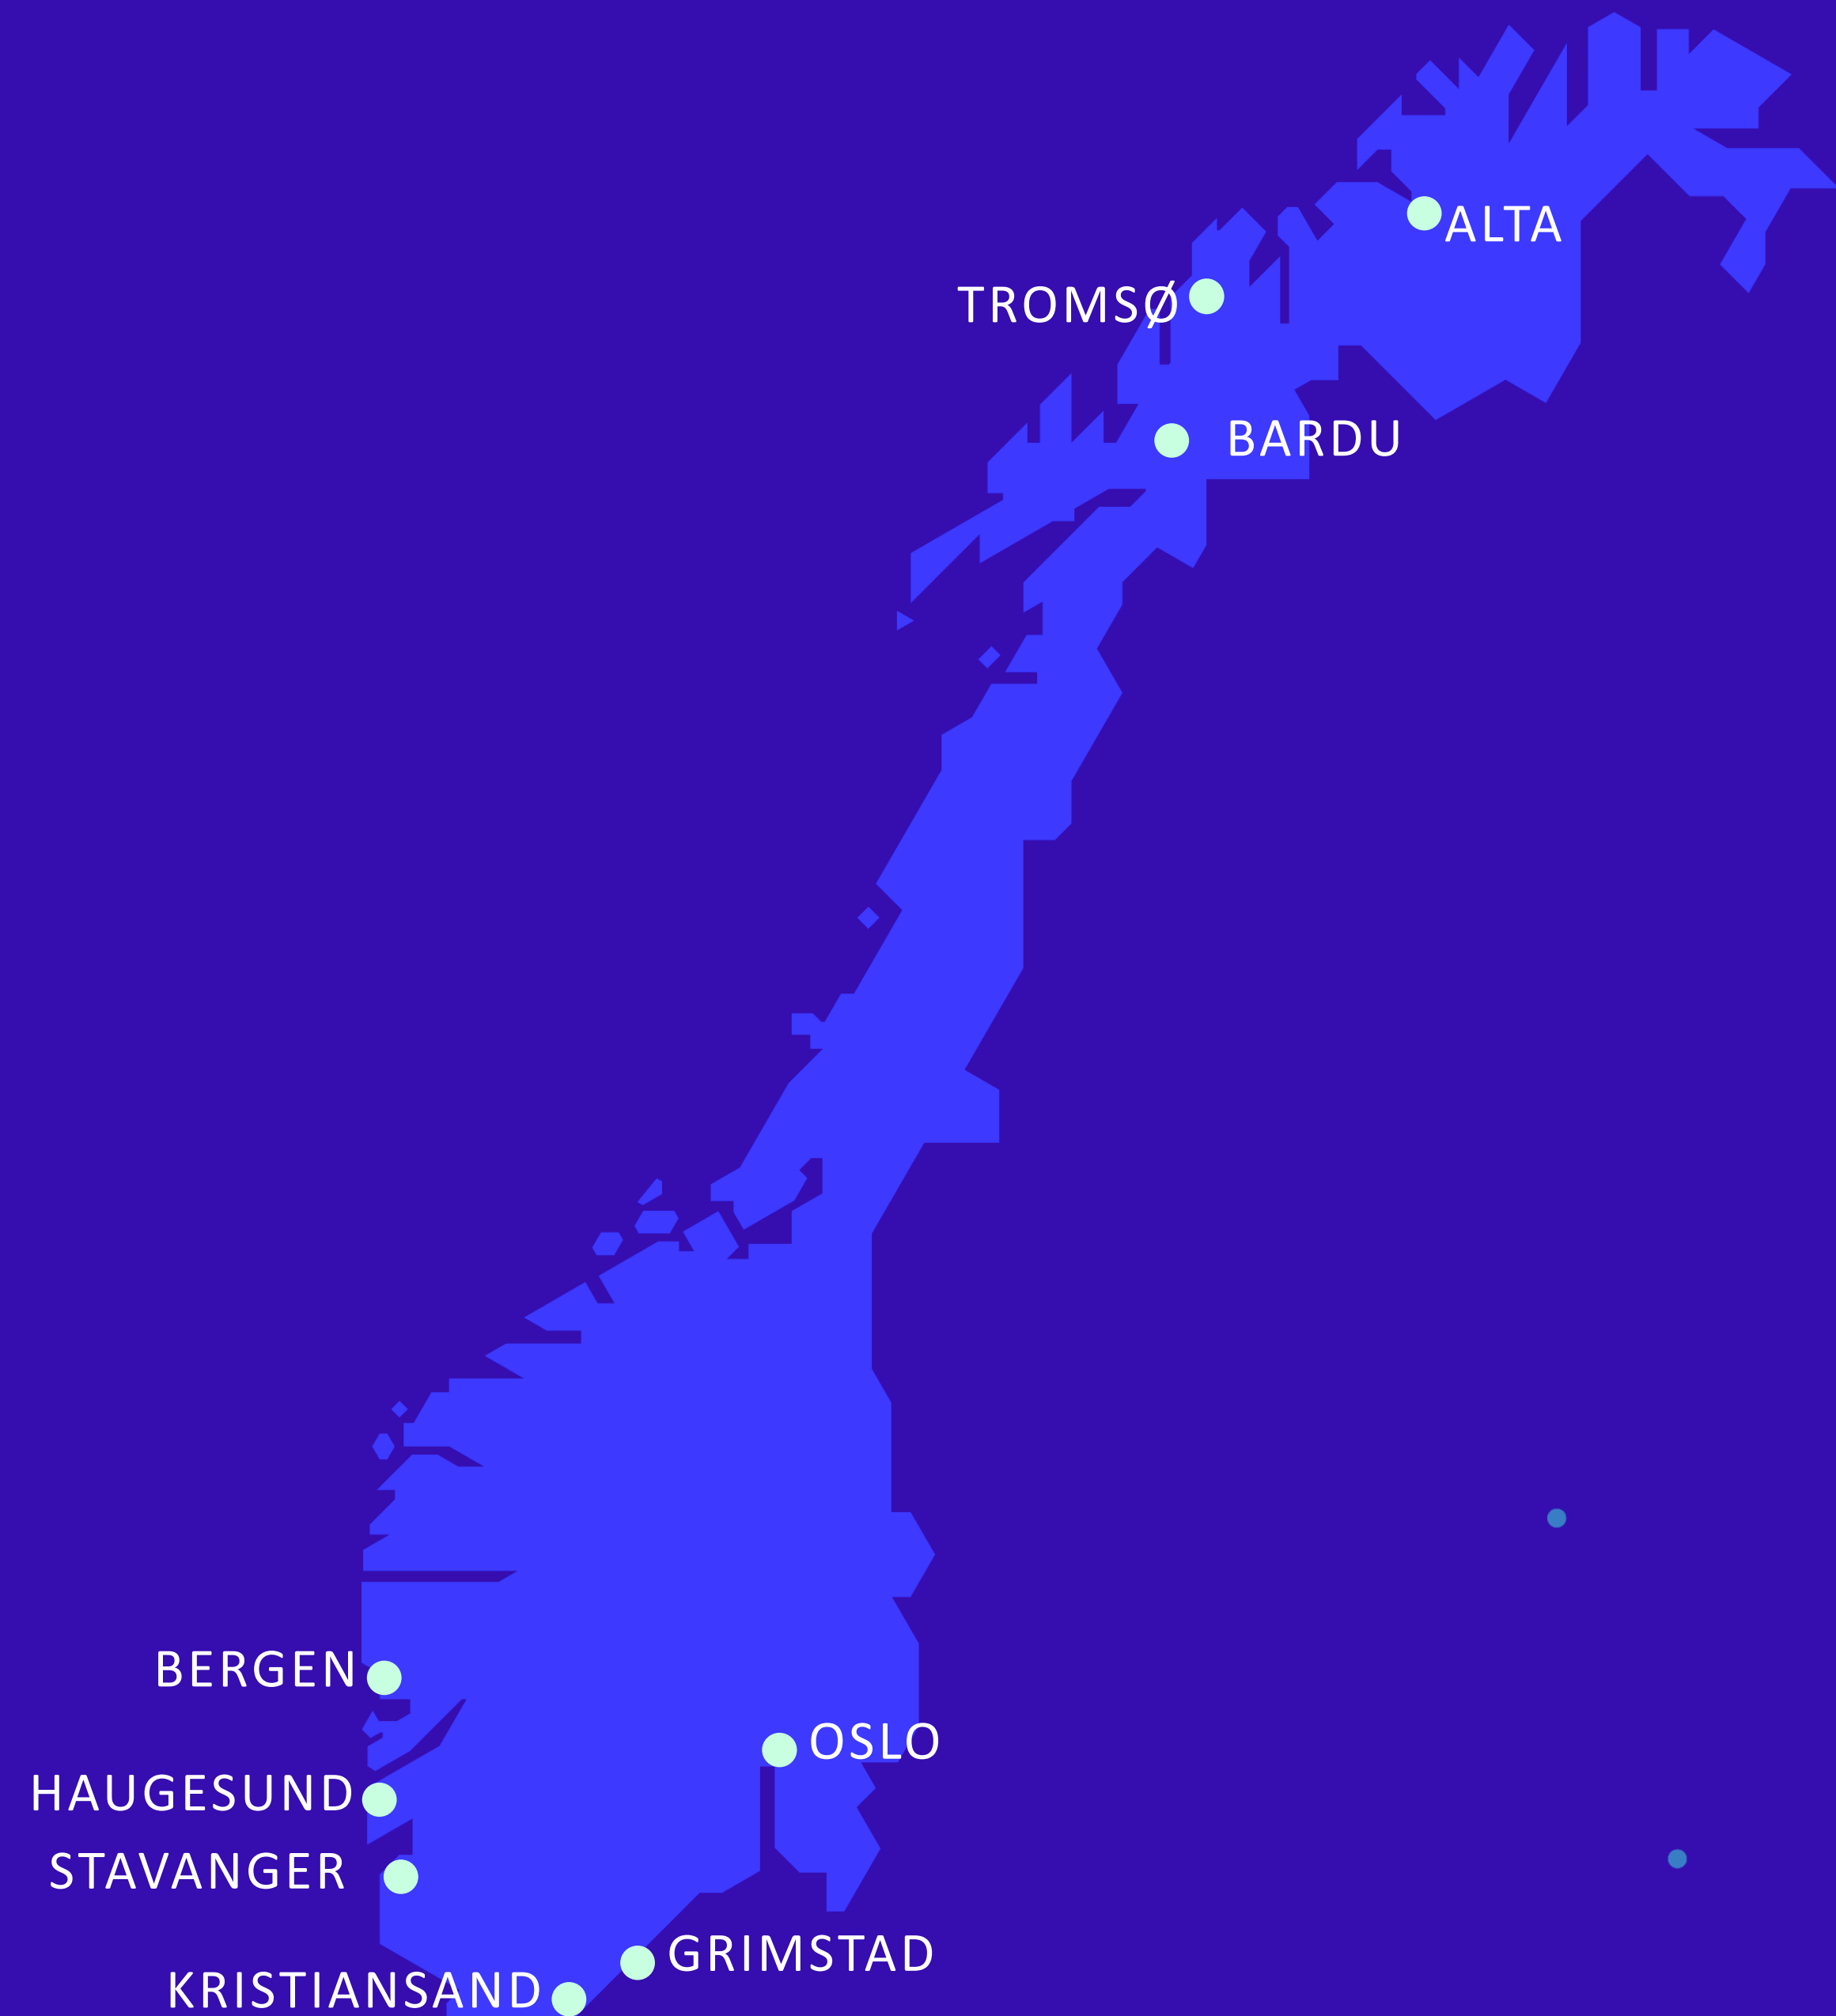 ALTA
TROMSØ
BARDU
BERGEN
OSLO
HAUGESUND
STAVANGER
GRIMSTAD
KRISTIANSAND